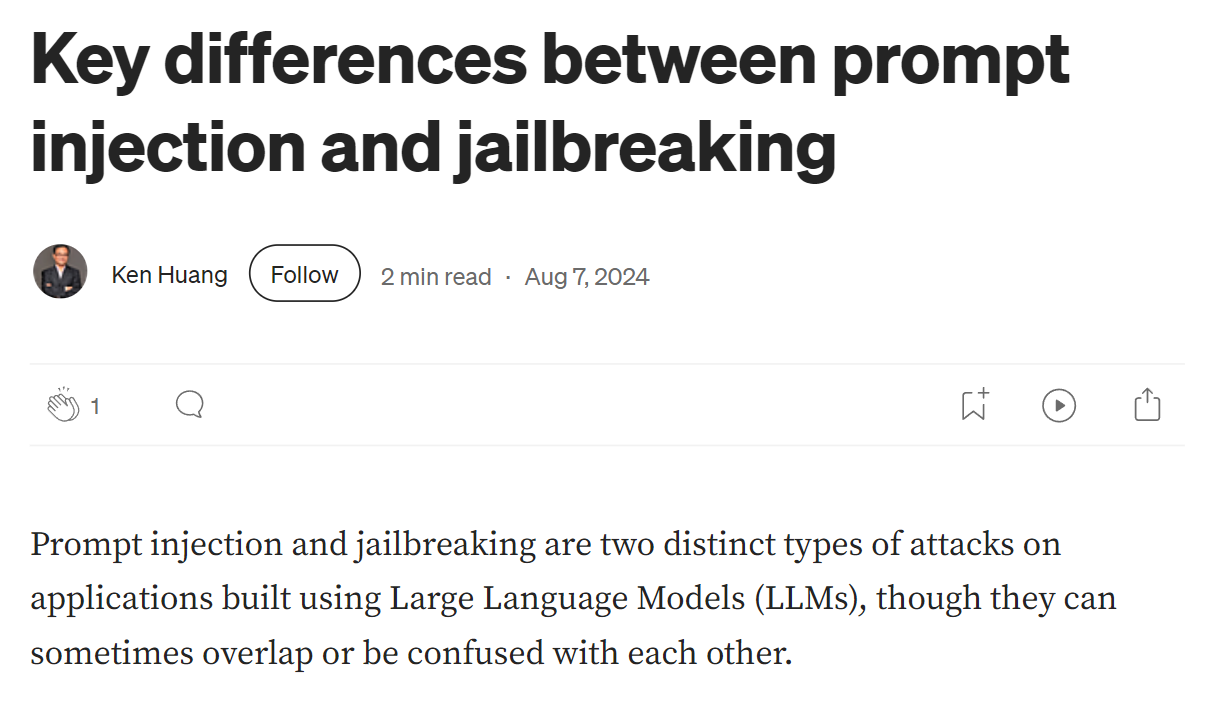 Key differences between prompt
injection and jailbreaking
Ken Huang Follow 2 min read · Aug 7, 2024
1
Prompt injection and jailbreaking are two distinct types of attacks on
applications built using Large Language Models (LLMs), though they can
sometimes overlap or be confused with each other.